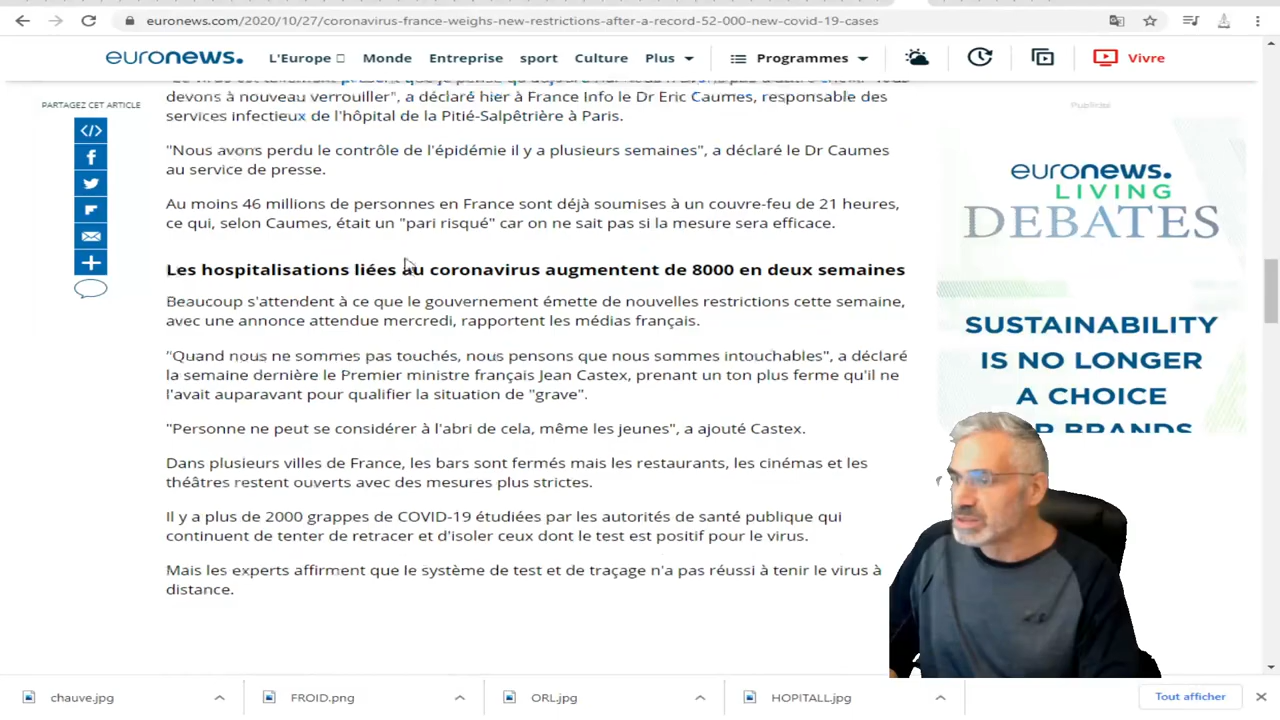 euronews.com/2020/10/27/coronavirus-france-weighs-new-restrictions-after-a-record-52-000-new-covid-19-cases
euronews.
L'Europe
Monde
Entreprise
sport
Culture
Plus
Programmes
Vivre
PARTAGEZ CET ARTICLE
devons à nouveau verrouiller", a déclaré hier à France Info le Dr Eric Caumes, responsable des
services infectieux de l'hôpital de la Pitié-Salpêtrière à Paris.
"Nous avons perdu le contrôle de l'épidémie il y a plusieurs semaines", a déclaré le Dr Caumes
au service de presse.
Au moins 46 millions de personnes en France sont déjà soumises à un couvre-feu de 21 heures,
ce qui, selon Caumes, était un "pari risqué" car on ne sait pas si la mesure sera efficace.
Les hospitalisations liées au coronavirus augmentent de 8000 en deux semaines
Beaucoup s'attendent à ce que le gouvernement émette de nouvelles restrictions cette semaine,
avec une annonce attendue mercredi, rapportent les médias français.
"Quand nous ne sommes pas touchés, nous pensons que nous sommes intouchables", a déclaré
la semaine dernière le Premier ministre français Jean Castex, prenant un ton plus ferme qu'il ne
l'avait auparavant pour qualifier la situation de "grave".
"Personne ne peut se considérer à l'abri de cela, même les jeunes", a ajouté Castex.
Dans plusieurs villes de France, les bars sont fermés mais les restaurants, les cinémas et les
théâtres restent ouverts avec des mesures plus strictes.
Il y a plus de 2000 grappes de COVID-19 étudiées par les autorités de santé publique qui
continuent de tenter de retracer et d'isoler ceux dont le test est positif pour le virus.
Mais les experts affirment que le système de test et de traçage n'a pas réussi à tenir le virus à
distance.
Publicité
euronews.
LIVING
DEBATES
SUSTAINABILITY
IS NO LONGER
A CHOICE
BRANDS
chauve.jpg
FROID.png
ORL.jpg
HOPITALL.jpg
Tout afficher